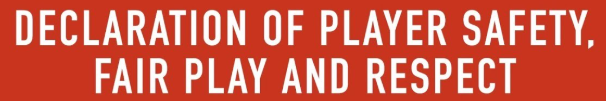 DECLARATION OF PLAYER SAFETY,
FAIR PLAY AND RESPECT